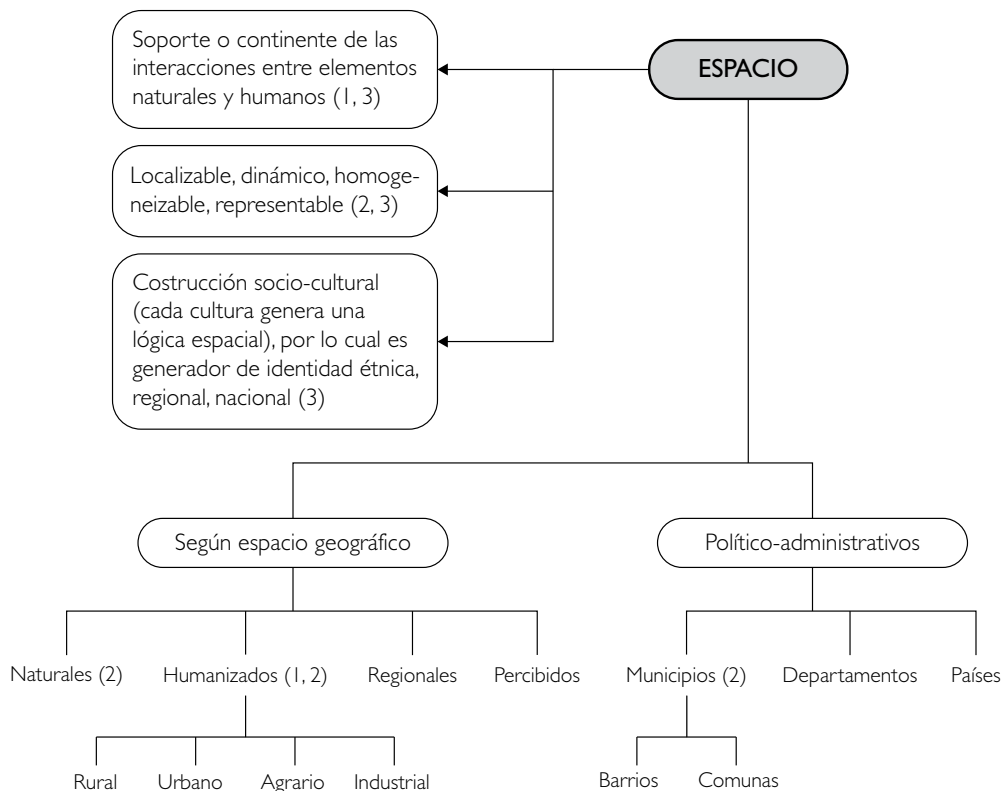 ESPACIO
Soporte o continente de las
interacciones entre elementos
naturales y humanos (1, 3)
Localizable, dinámico, homoge-
neizable, representable (2, 3)
Costrucción socio-cultural
(cada cultura genera una
lógica espacial), por lo cual es
generador de identidad étnica,
regional, nacional (3)
Según espacio geográfico
Político-administrativos
Naturales (2)
Humanizados (1, 2)
Regionales
Percibidos
Municipios (2)
Departamentos
Países
Rural
Urbano
Agrario
Industrial
Barrios
Comunas